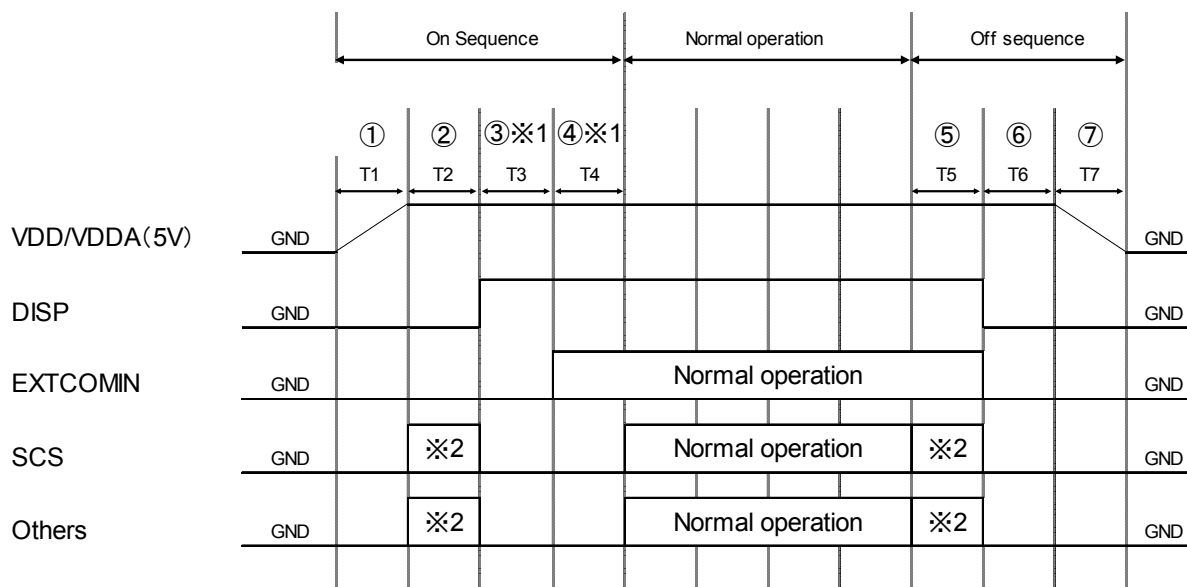 On Sequence Normal operation Off sequence
① ② ③※1 ④※1 ⑤ ⑥ ⑦
T1 T2 T3 T4 T5 T6 T7
VDD/VDDA(5V) GND GND
DISP GND GND
EXTCOMIN GND Normal operation GND
SCS GND ※2 Normal operation ※2 GND
Others GND ※2 Normal operation ※2 GND